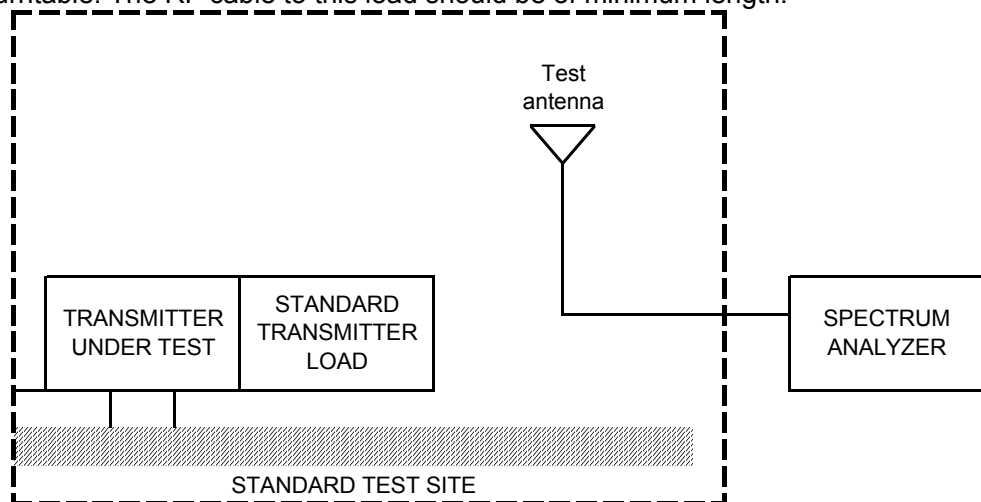 turntable. The RF cable to this load should be of minimum length.
Test
antenna
TRANSMITTER
UNDER TEST
STANDARD
TRANSMITTER
LOAD
SPECTRUM
ANALYZER
STANDARD TEST SITE